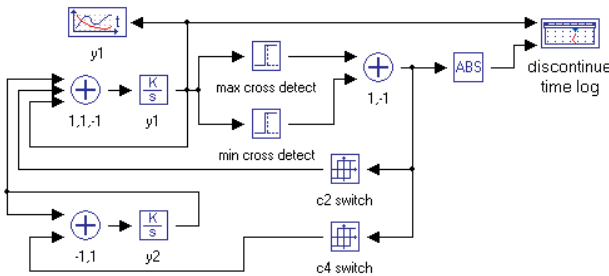 t
y1
K
s
1,1,-1
y1
max cross detect
min cross detect
1,-1
ABS
discontinue
time log
c2 switch
K
s
-1,1
y2
c4 switch